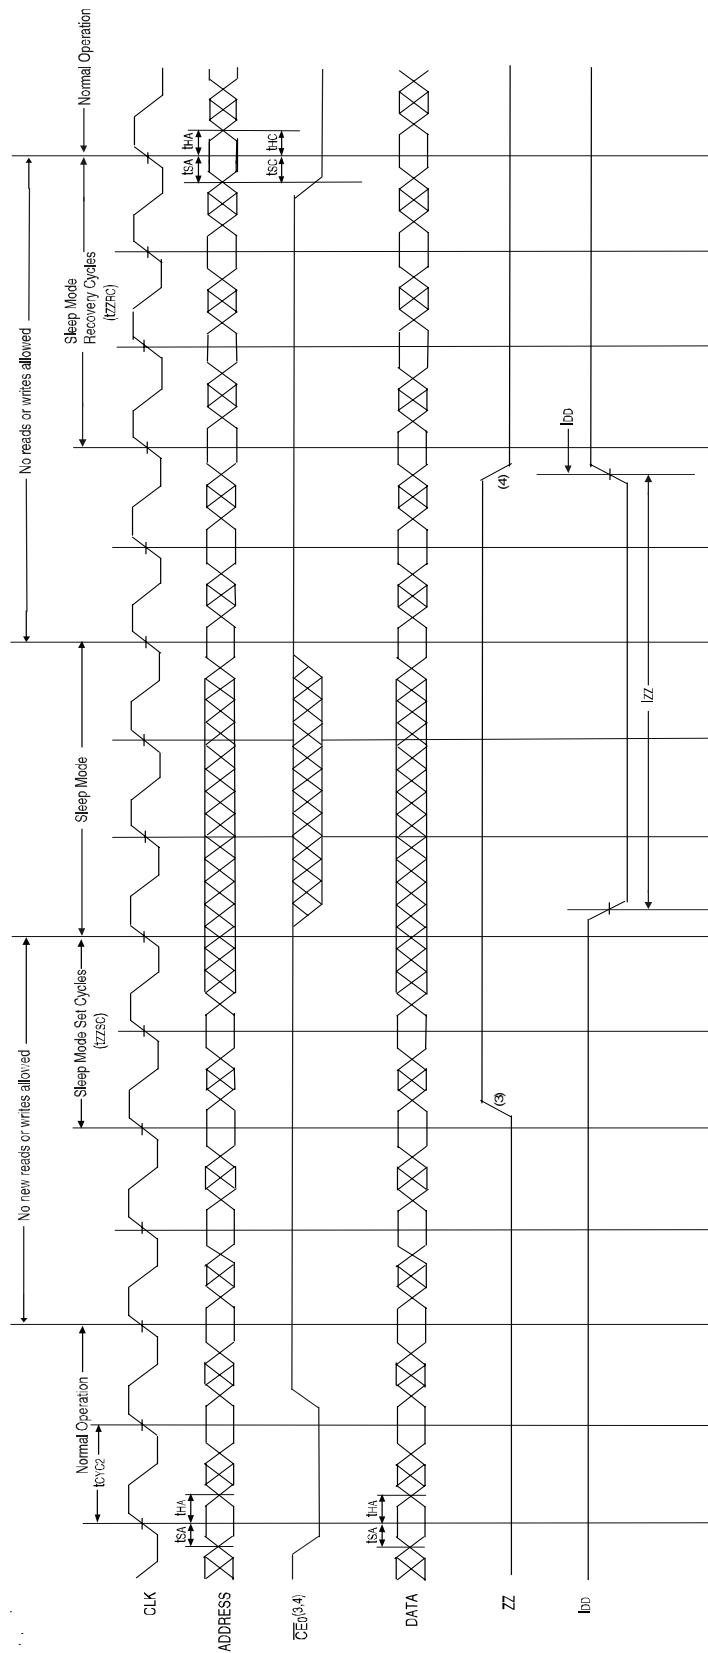 No new reads or writes allowed
No reads or writes allowed
Normal Operation
tCYC2
Sleep Mode Set Cycles
(tZZSC)
Sleep Mode
Sleep Mode
Recovery Cycles
(tZZRC)
Normal Operation
CLK
tSA
tHA
tSA
tHA
ADDRESS
CE0(3,4)
tSC
tHC
tSA
tHA
DATA
ZZ
(3)
(4)
IDD
IDD
IZZ